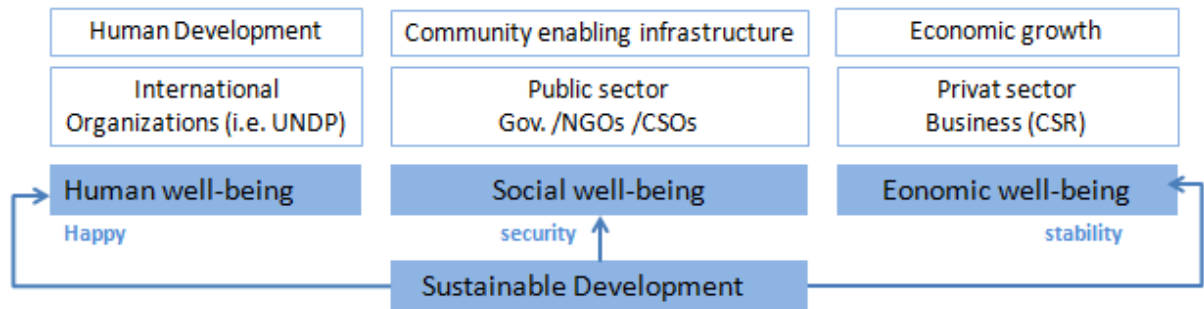 Human Development
Community enabling infrastructure
Economic growth
International
Organizations (i.e. UNDP)
Public sector
Gov. /NGOs /CSOs
Privat sector
Business (CSR)
Human well-being
Social well-being
Eonomic well-being
Happy
security
stability
Sustainable Development